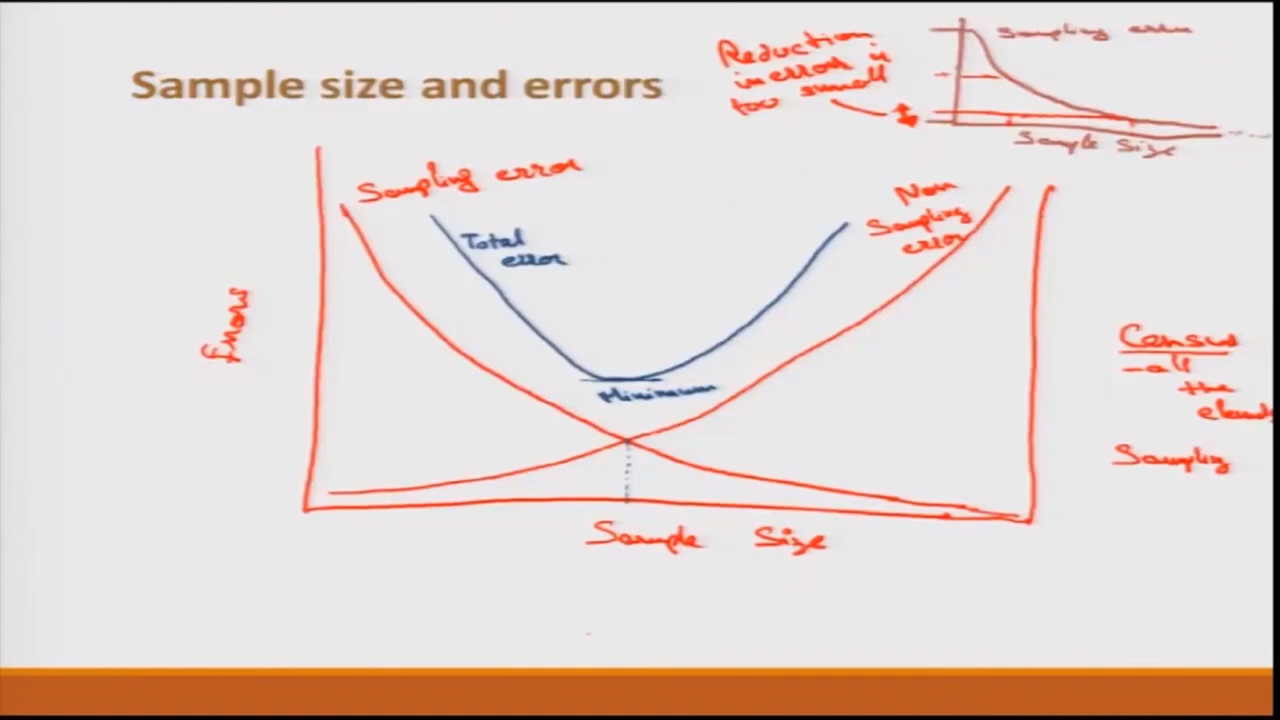 Sample size and errors
Reduction
in error is
too small
Sampling error
Sample Size
Sampling error
Total
error
Non
Sampling
error
Errors
Minimum
Census
- all
the
Sampling
Sample Size